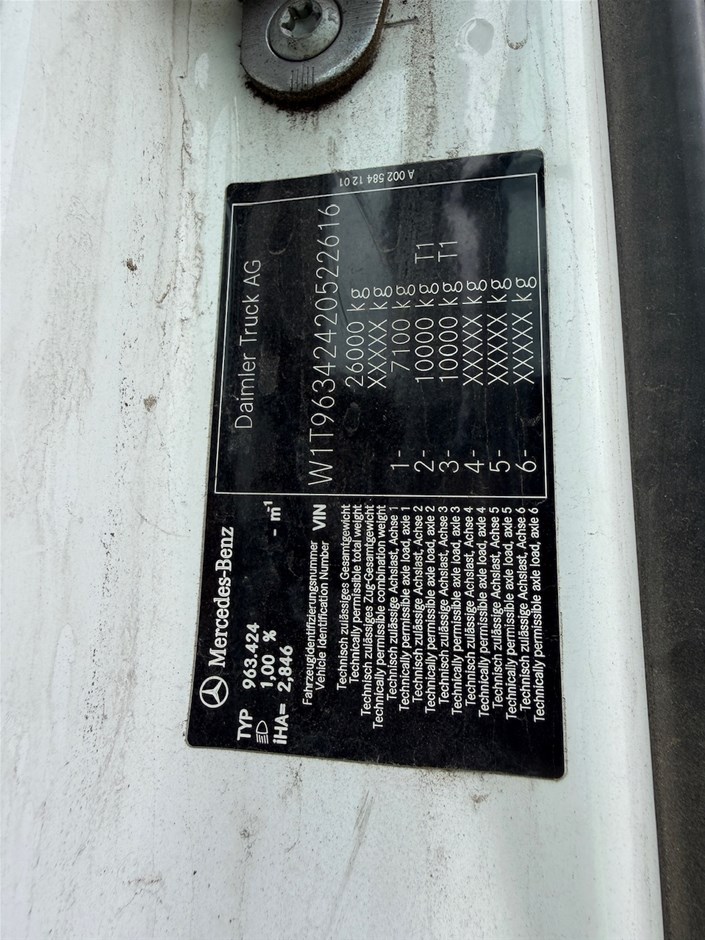 Mercedes-Benz
TYP 963.424
1,00 %
iHA= 2,846 - m⁻¹
Daimler Truck AG
Fahrzeugidentifizierungsnummer
Vehicle Identification Number VIN W1T96342420522616
Technisch zulässiges Gesamtgewicht
Technically permissible total weight 26000 kg
Technisch zulässiges Zug-Gesamtgewicht
Technically permissible combination weight XXXXX kg
Technisch zulässige Achslast, Achse 1
Technically permissible axle load, axle 1 1- 7100 kg
Technisch zulässige Achslast, Achse 2
Technically permissible axle load, axle 2 2- 10000 kg T1
Technisch zulässige Achslast, Achse 3
Technically permissible axle load, axle 3 3- 10000 kg T1
Technisch zulässige Achslast, Achse 4
Technically permissible axle load, axle 4 4- XXXXX kg
Technisch zulässige Achslast, Achse 5
Technically permissible axle load, axle 5 5- XXXXX kg
Technisch zulässige Achslast, Achse 6
Technically permissible axle load, axle 6 6- XXXXX kg
A 002 584 12 01